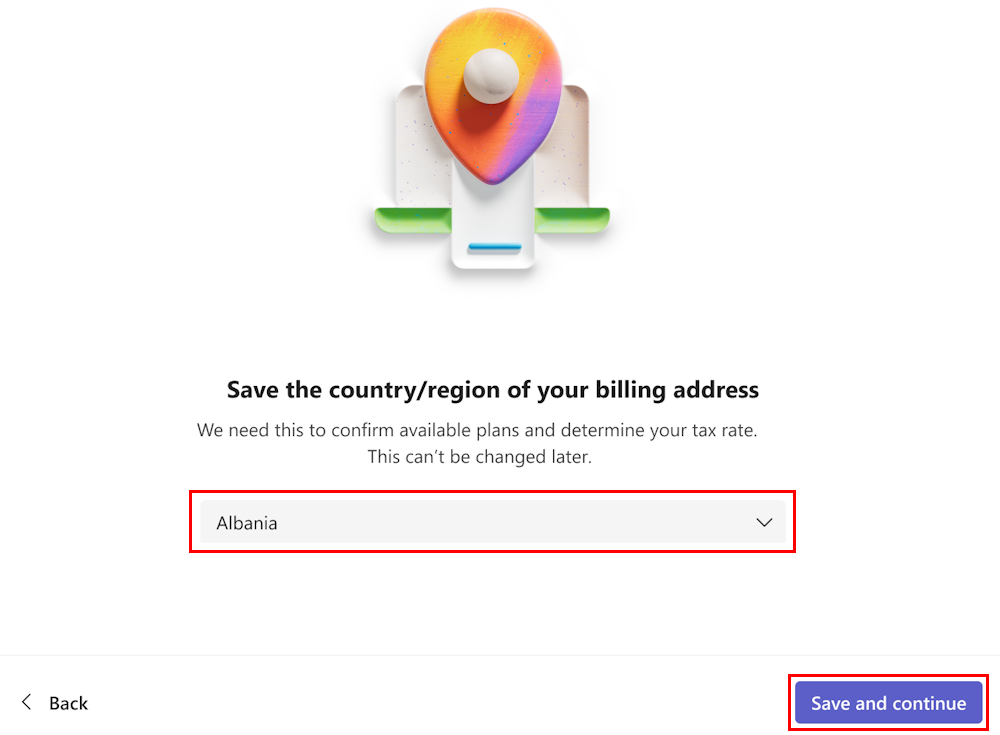 Save the country/region of your billing address
We need this to confirm available plans and determine your tax rate.
This can’t be changed later.
Albania
Back
Save and continue